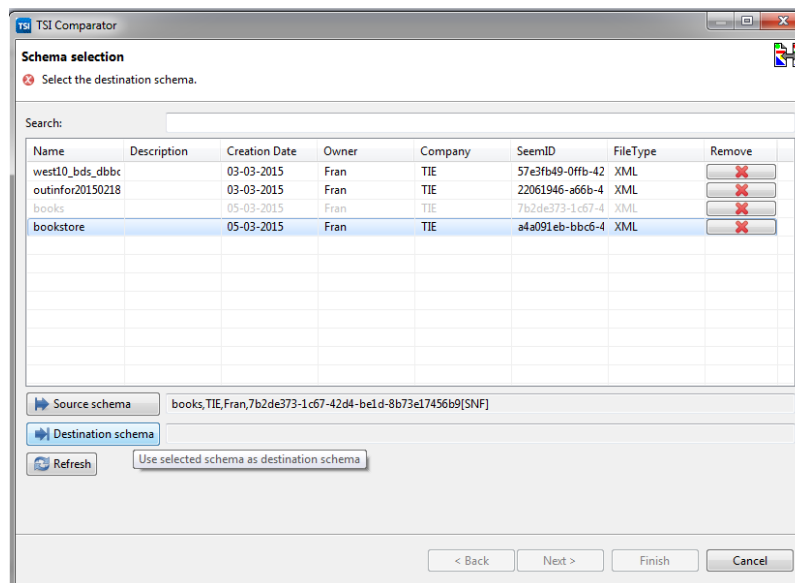 TSI TSI Comparator
Schema selection
Select the destination schema.
Search:
Name Description Creation Date Owner Company SeemID FileType Remove
west10_bds_dbbc 03-03-2015 Fran TIE 57e3fb49-0ffb-42 XML
outinfor20150218 03-03-2015 Fran TIE 22061946-a66b-4 XML
books 05-03-2015 Fran TIE 7b2de373-1c67-4 XML
bookstore 05-03-2015 Fran TIE a4a091eb-bbc6-4 XML
Source schema books,TIE,Fran,7b2de373-1c67-42d4-be1d-8b73e17456b9[SNF]
Destination schema
Refresh Use selected schema as destination schema
< Back Next > Finish Cancel